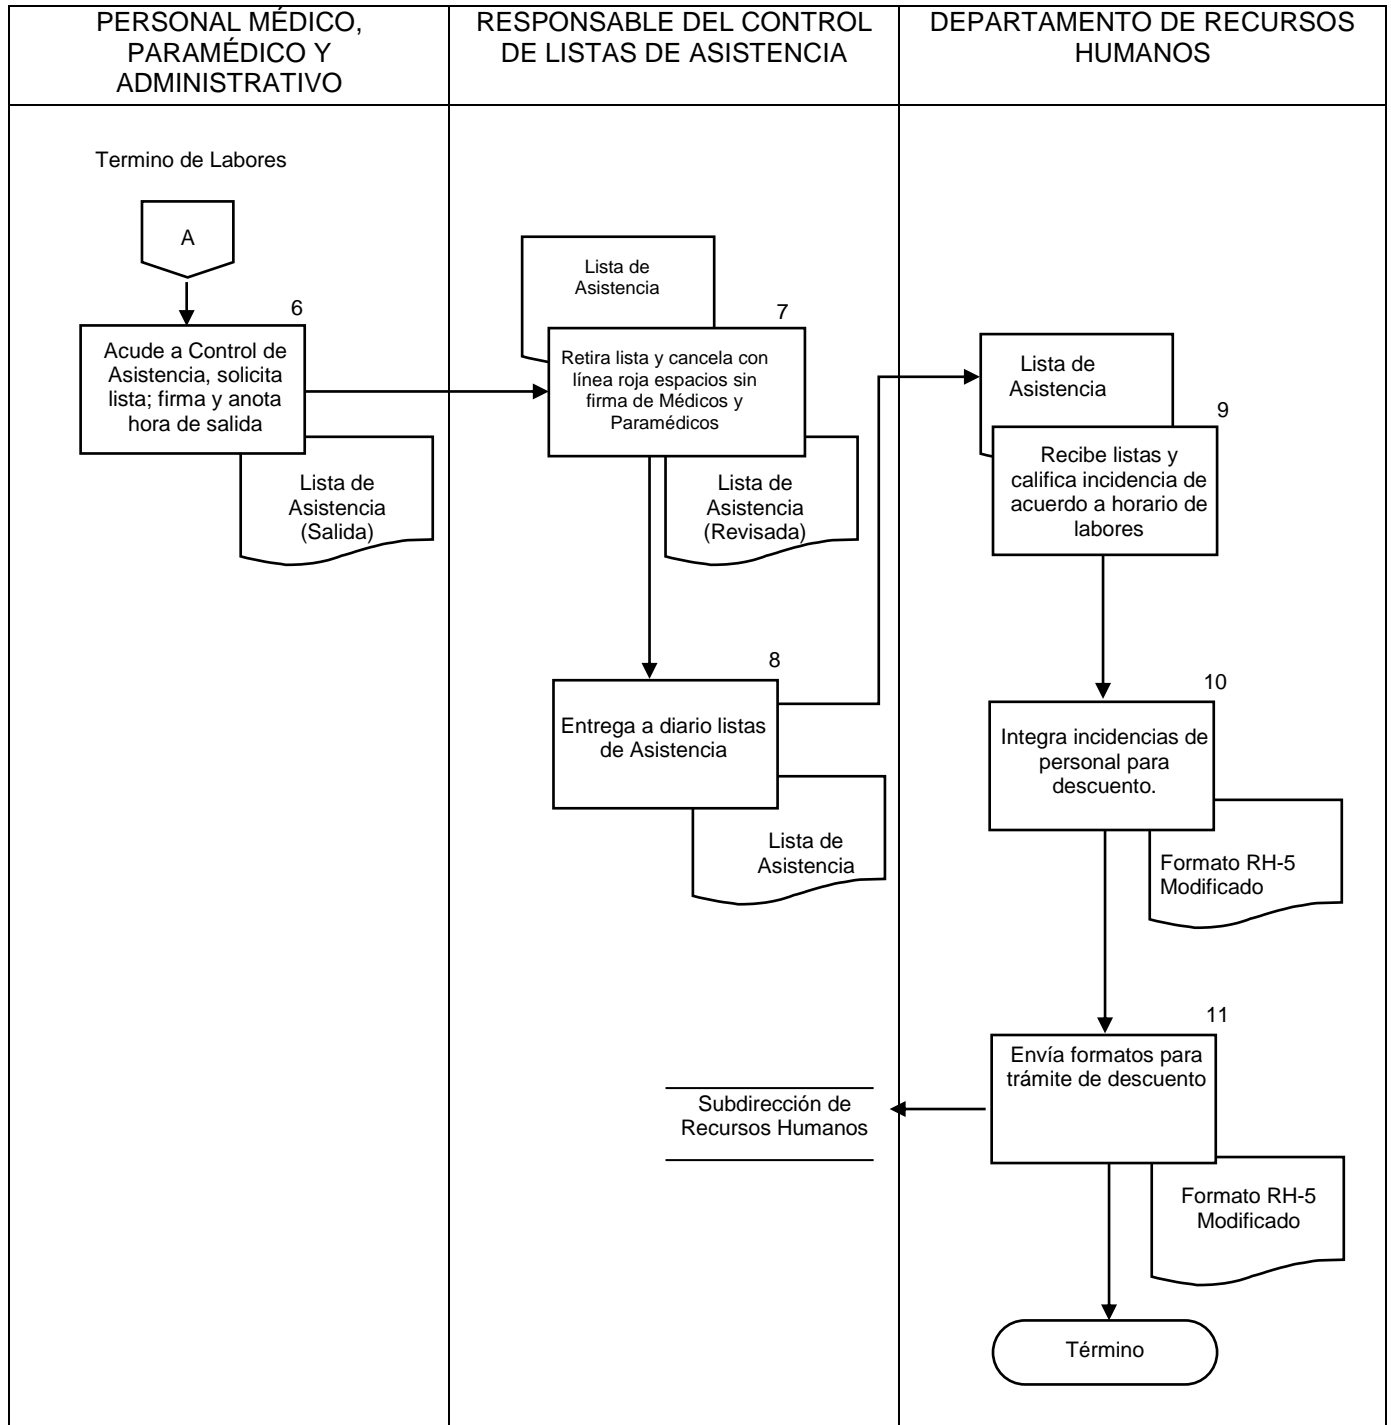 PERSONAL MÉDICO,
PARAMÉDICO Y
ADMINISTRATIVO
RESPONSABLE DEL CONTROL
DE LISTAS DE ASISTENCIA
DEPARTAMENTO DE RECURSOS
HUMANOS
Termino de Labores
A
6
Acude a Control de
Asistencia, solicita
lista; firma y anota
hora de salida
Lista de
Asistencia
(Salida)
Lista de
Asistencia
7
Retira lista y cancela con
línea roja espacios sin
firma de Médicos y
Paramédicos
Lista de
Asistencia
(Revisada)
8
Entrega a diario listas
de Asistencia
Lista de
Asistencia
Lista de
Asistencia
9
Recibe listas y
califica incidencia de
acuerdo a horario de
labores
10
Integra incidencias de
personal para
descuento.
Formato RH-5
Modificado
11
Envía formatos para
trámite de descuento
Subdirección de
Recursos Humanos
Formato RH-5
Modificado
Término